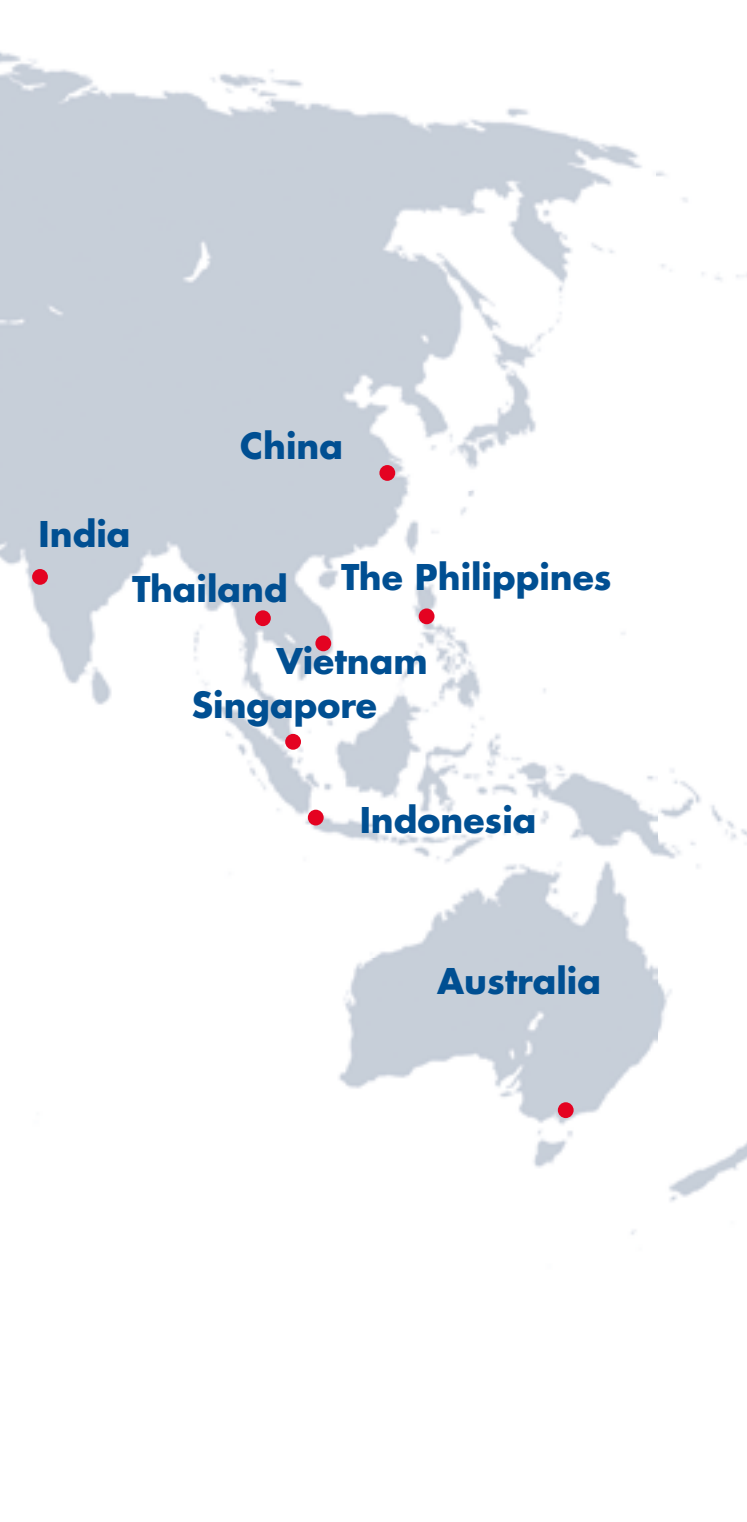 China
India
The Philippines
Thailand
Vietnam
Singapore
Indonesia
Australia